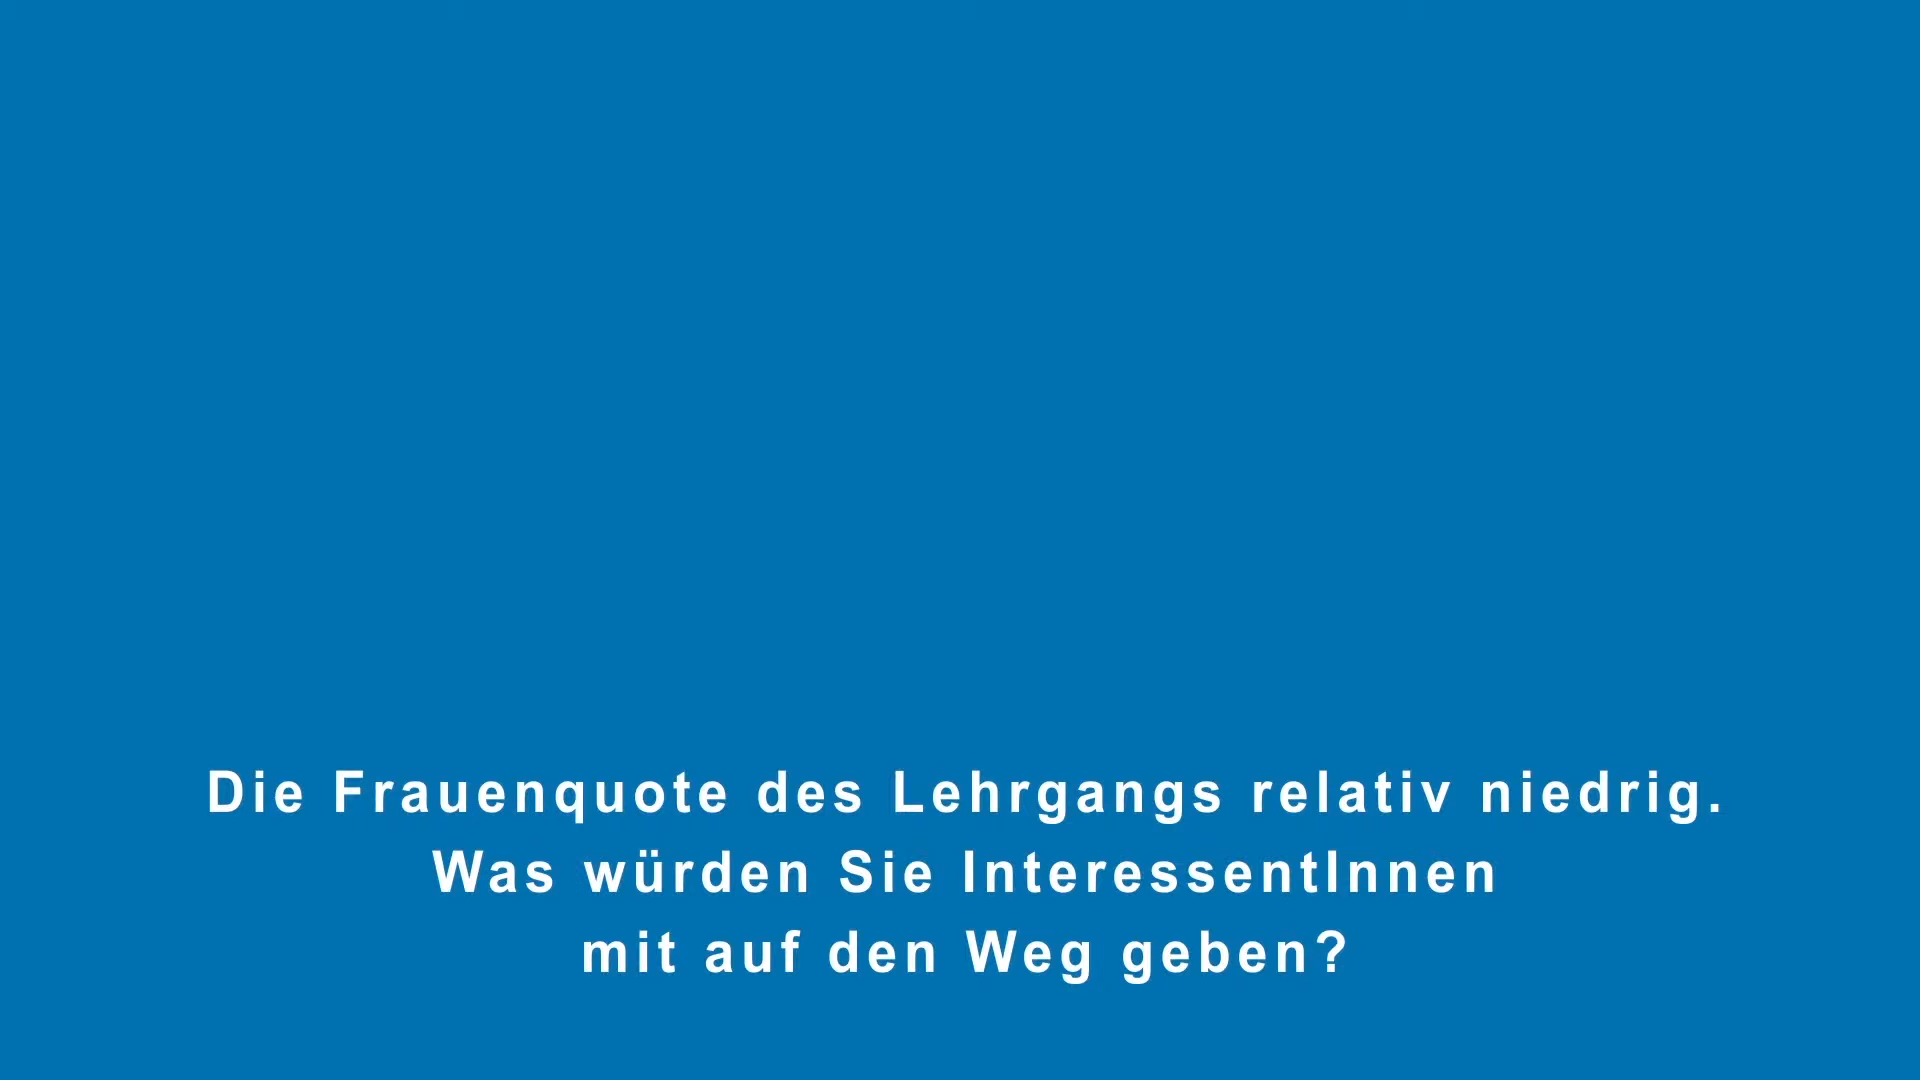 Die Frauenquote des Lehrgangs relativ niedrig.
Was würden Sie InteressentInnen
mit auf den Weg geben?